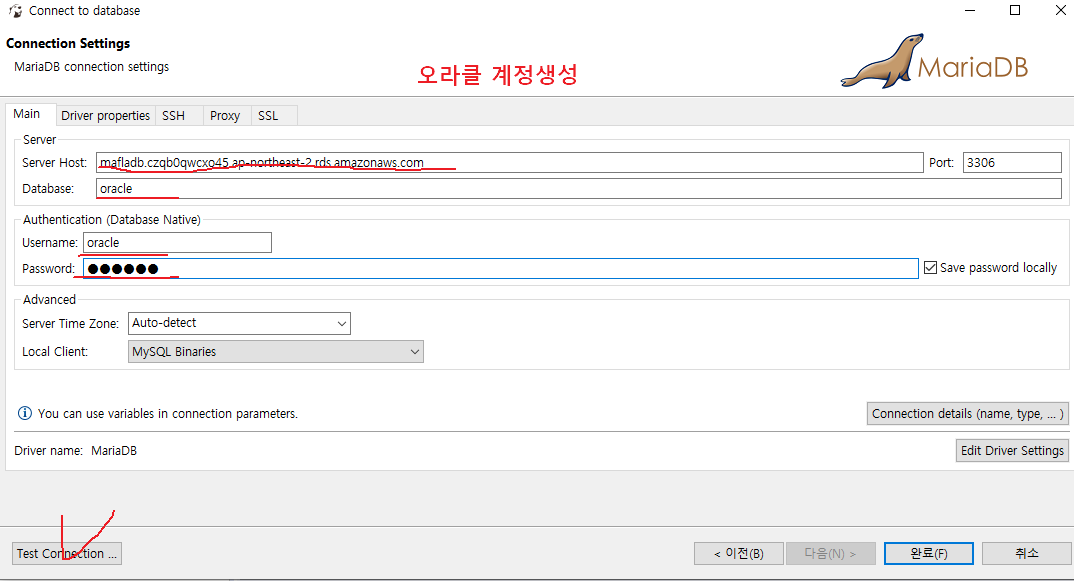 Connect to database
Connection Settings
MariaDB connection settings
오라클 계정생성
MariaDB
Main Driver properties SSH Proxy SSL
Server
Server Host: mafladb.czqb0qwcxo45.ap-northeast-2.rds.amazonaws.com Port: 3306
Database: oracle
Authentication (Database Native)
Username: oracle
Password: ●●●●●● Save password locally
Advanced
Server Time Zone: Auto-detect
Local Client: MySQL Binaries
You can use variables in connection parameters. Connection details (name, type, ... )
Driver name: MariaDB Edit Driver Settings
Test Connection ... < 이전(B) 다음(N) > 완료(F) 취소